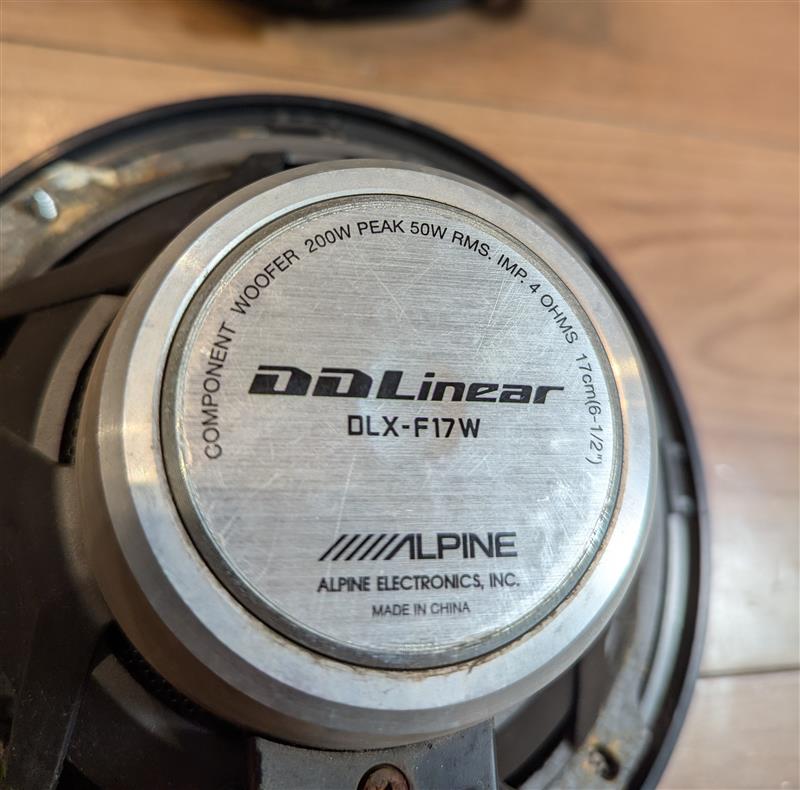 COMPONENT WOOFER 200W PEAK 50W RMS. IMP. 4 OHMS 17cm(6-1/2")
DDLinear
DLX-F17W
ALPINE
ALPINE ELECTRONICS, INC.
MADE IN CHINA